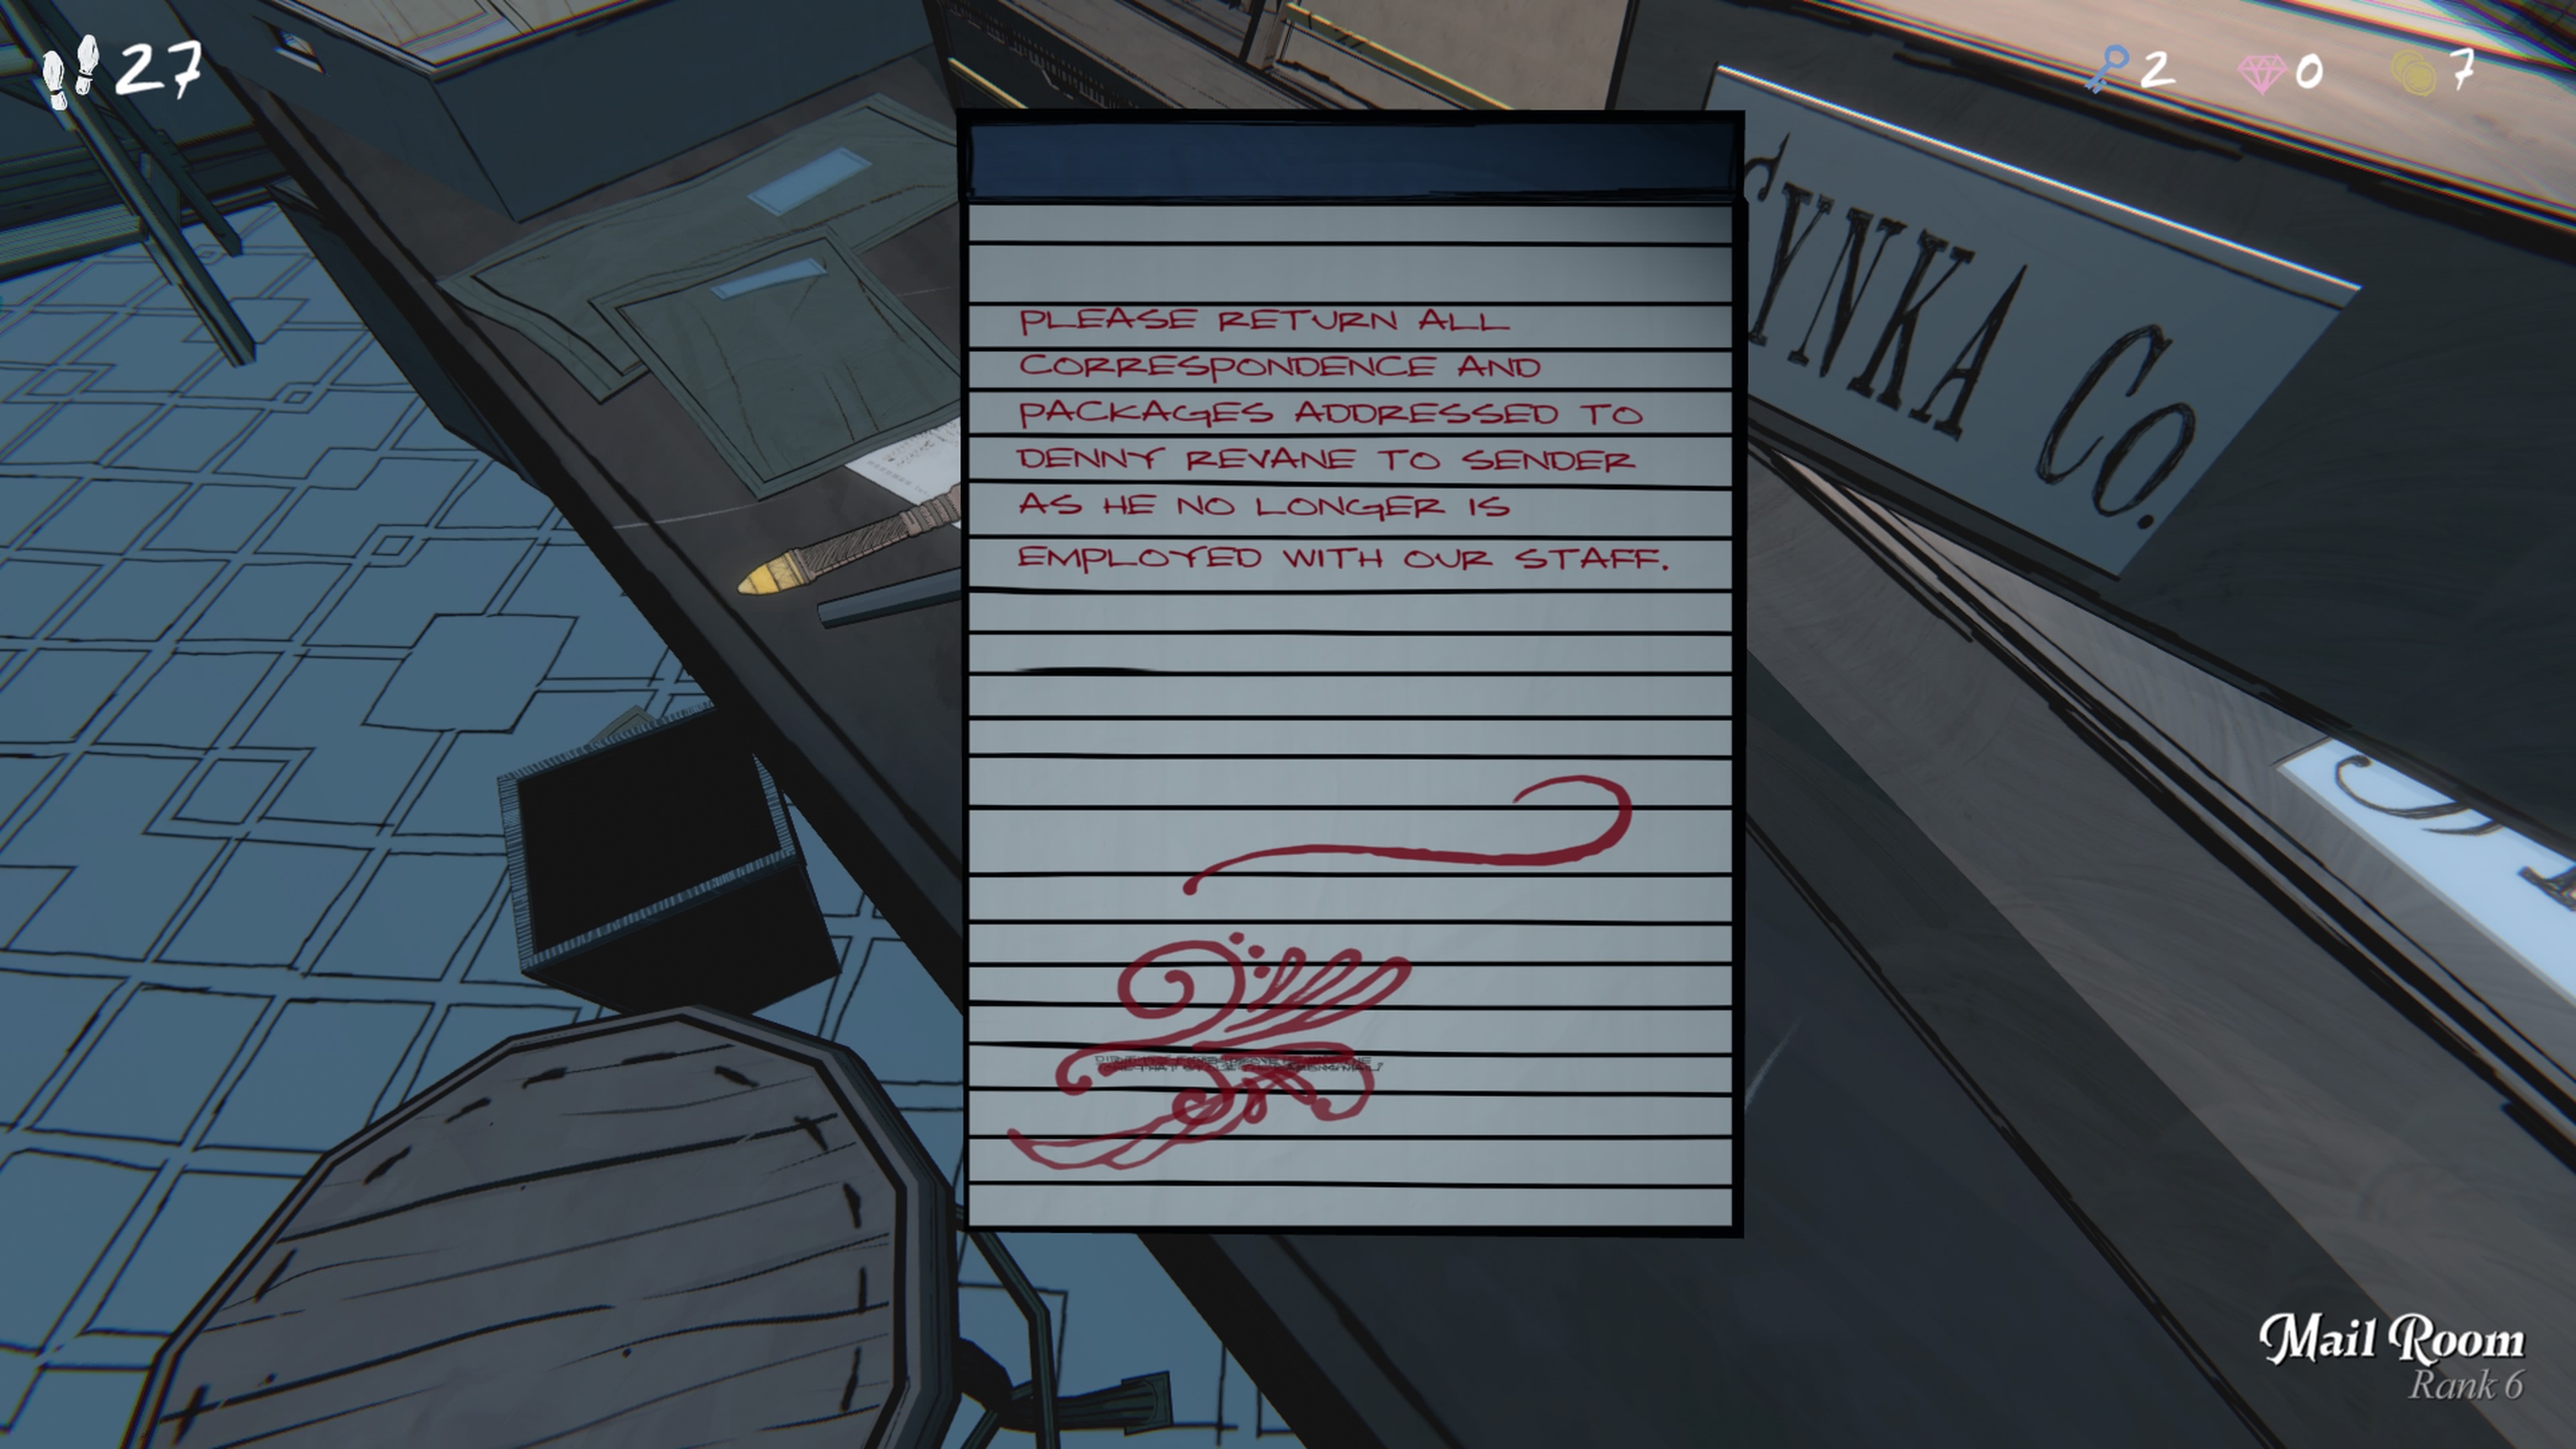 27
2 0 7
PLEASE RETURN ALL
CORRESPONDENCE AND
PACKAGES ADDRESSED TO
DENNY REVANE TO SENDER
AS HE NO LONGER IS
EMPLOYED WITH OUR STAFF.
Co.
Mail Room
Rank 6